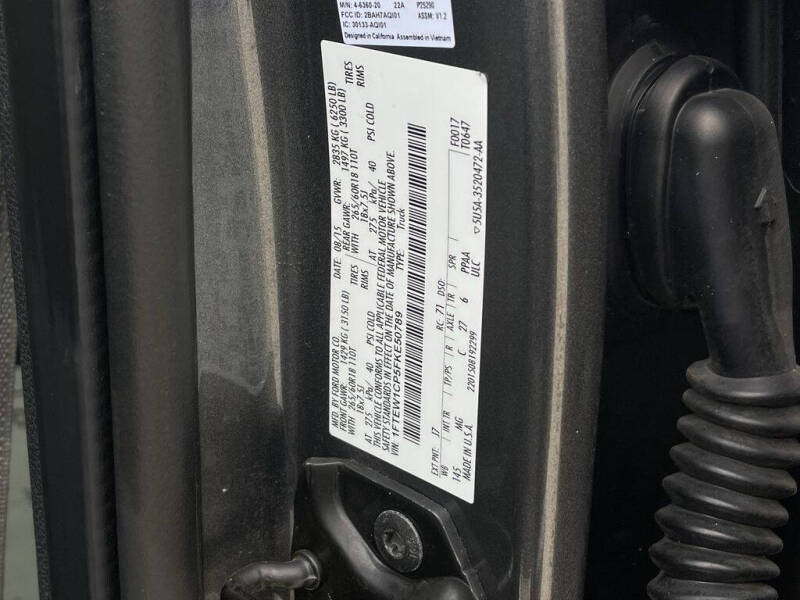 M/N: 4-6360-20 22A P25290
FCC ID: 2BAH7AQI01 ASSM: V1.2
IC: 30133-AQI01
Designed in California Assembled in Vietnam
MFD. BY FORD MOTOR CO.
DATE: 08/15 GVWR: 2835 KG ( 6250 LB)
FRONT GAWR: 1429 KG ( 3150 LB) REAR GAWR: 1497 KG ( 3300 LB)
WITH 265/60R18 110T TIRES WITH 265/60R18 110T TIRES
18x7.5J RIMS 18x7.5J RIMS
AT 275 kPa/ 40 PSI COLD AT 275 kPa/ 40 PSI COLD
THIS VEHICLE CONFORMS TO ALL APPLICABLE FEDERAL MOTOR VEHICLE
SAFETY STANDARDS IN EFFECT ON THE DATE OF MANUFACTURE SHOWN ABOVE.
VIN: 1FTEW1CP5FKE50789 TYPE: Truck
F0017
T0647
EXT PNT: J7 RC: 71 DSO:
WB INT TR TP/PS R AXLE TR SPR
145 MG C 27 6 PPAA
MADE IN U.S.A. 2201508192299 ULC
▽5U5A-3520472-AA